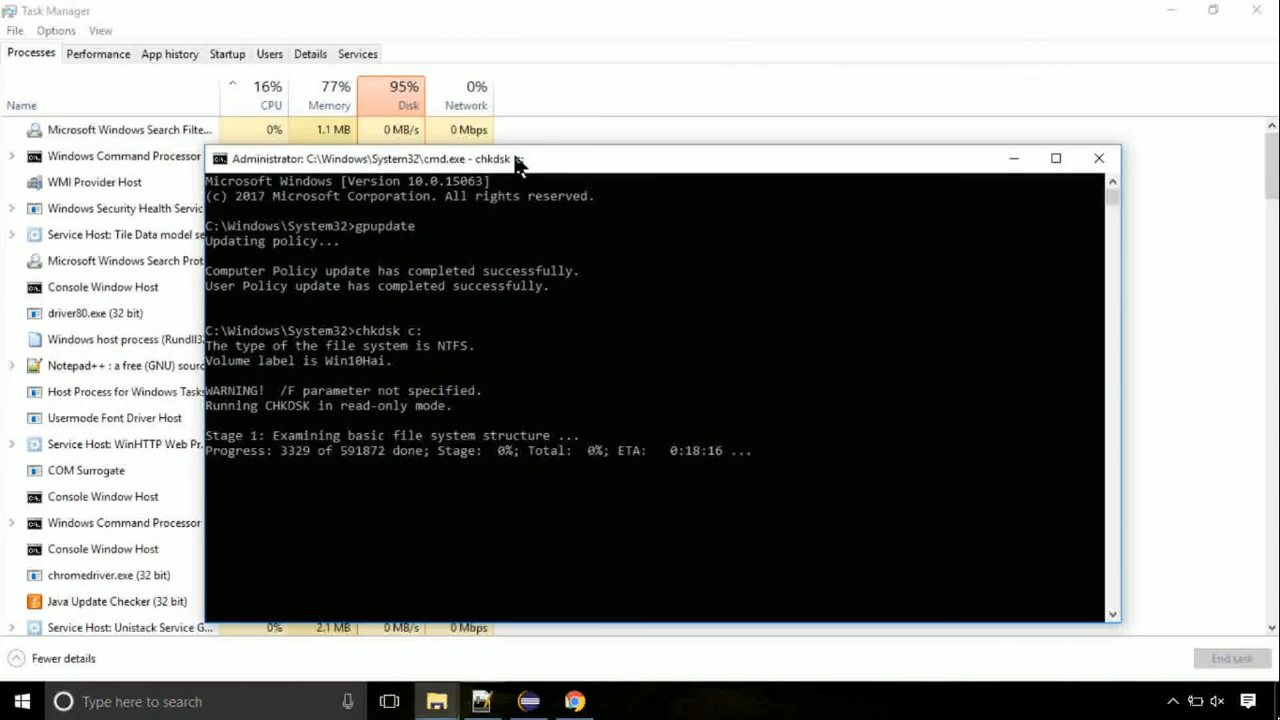 Task Manager
File Options View
Processes Performance App history Startup Users Details Services
16% 77% 95% 0%
Name CPU Memory Disk Network
Microsoft Windows Search Filte... 0% 1.1 MB 0 MB/s 0 Mbps
Windows Command Processor
WMI Provider Host
Windows Security Health Servic
Service Host: Tile Data model se
Microsoft Windows Search Prot
Console Window Host
driver80.exe (32 bit)
Windows host process (Rundll3
Notepad++ : a free (GNU) sourc
Host Process for Windows Task
Usermode Font Driver Host
Service Host: WinHTTP Web Pr
COM Surrogate
Console Window Host
Windows Command Processor
Console Window Host
chromedriver.exe (32 bit)
Java Update Checker (32 bit)
Service Host: Unistack Service G... 0% 2.1 MB 0 MB/s 0 Mbps
Administrator: C:\Windows\System32\cmd.exe - chkdsk
Microsoft Windows [Version 10.0.15063]
(c) 2017 Microsoft Corporation. All rights reserved.
C:\Windows\System32>gpupdate
Updating policy...
Computer Policy update has completed successfully.
User Policy update has completed successfully.
C:\Windows\System32>chkdsk c:
The type of the file system is NTFS.
Volume label is Win10Hai.
WARNING! /F parameter not specified.
Running CHKDSK in read-only mode.
Stage 1: Examining basic file system structure ...
Progress: 3329 of 591872 done; Stage: 0%; Total: 0%; ETA: 0:18:16 ...
Fewer details
End task
Type here to search